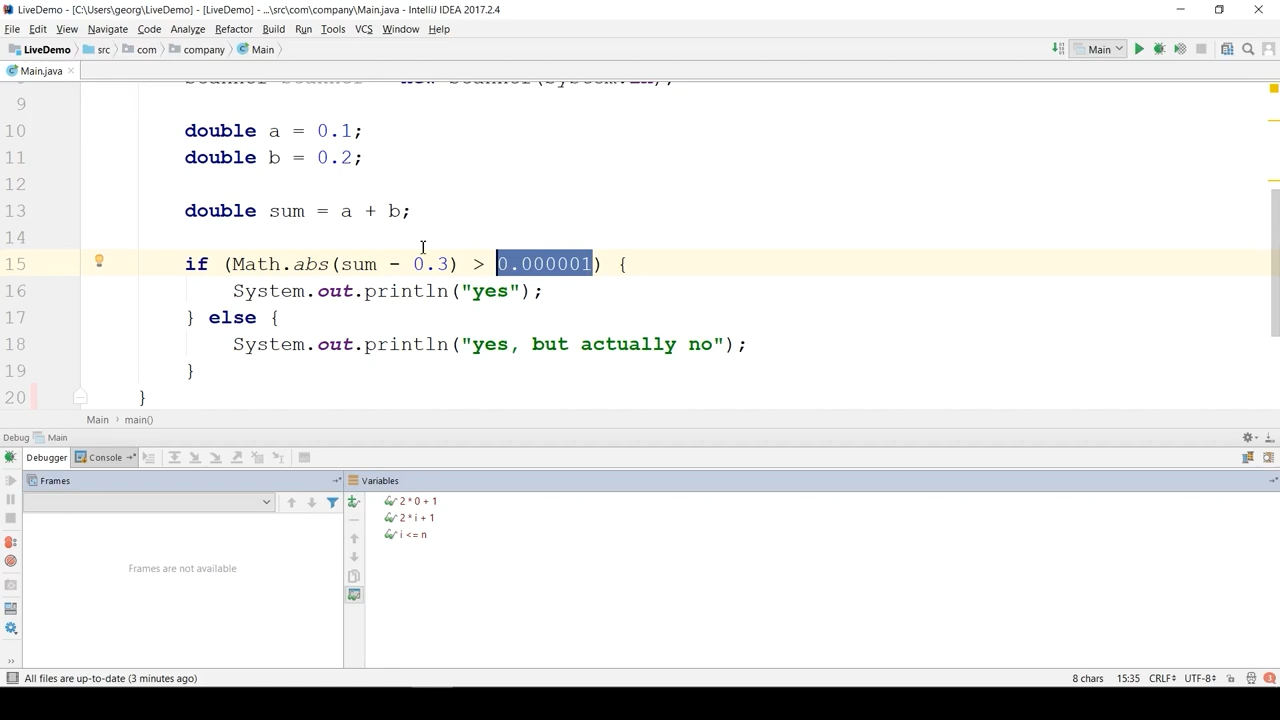 LiveDemo - [C:\Users\georg\LiveDemo] - [LiveDemo] - ...\src\com\company\Main.java - IntelliJ IDEA 2017.2.4
File Edit View Navigate Code Analyze Refactor Build Run Tools VCS Window Help
LiveDemo src com company Main Main
Main.java
9
10 double a = 0.1;
11 double b = 0.2;
12
13 double sum = a + b;
14
15 if (Math.abs(sum - 0.3) > 0.000001) {
16 System.out.println("yes");
17 } else {
18 System.out.println("yes, but actually no");
19 }
20 }
Main main()
Debug Main
Debugger Console
Frames Variables
2 * 0 + 1
2 * i + 1
i <= n
Frames are not available
All files are up-to-date (3 minutes ago) 8 chars 15:35 CRLF UTF-8 3